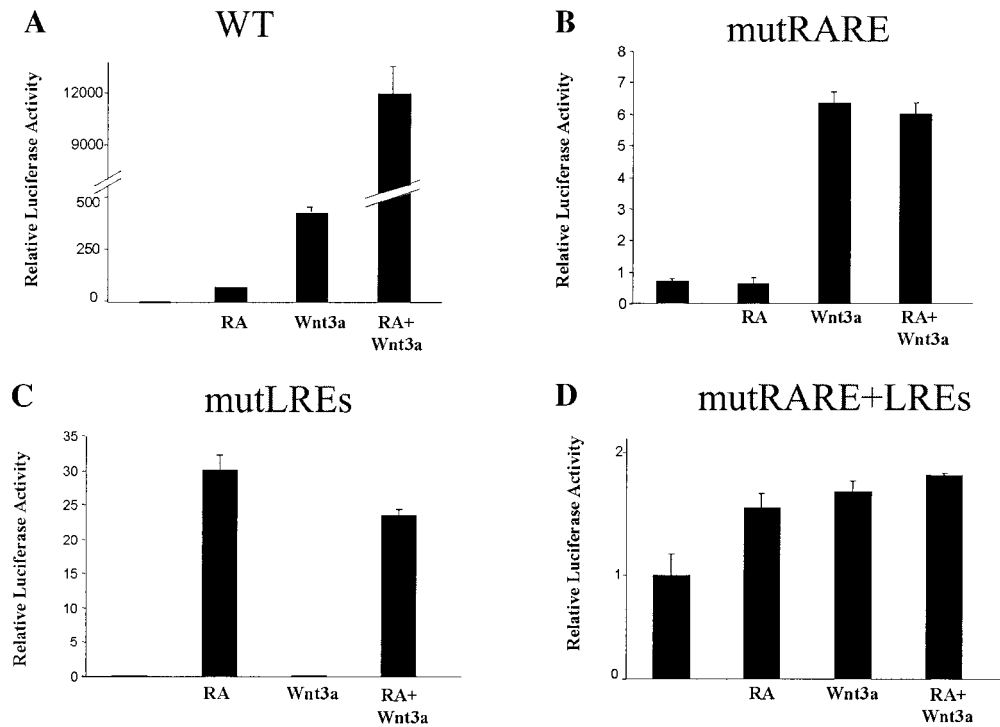 A
WT
Relative Luciferase Activity
12000
9000
500
250
0
RA
Wnt3a
RA+
Wnt3a
B
mutRARE
Relative Luciferase Activity
8
7
6
5
4
3
2
1
0
RA
Wnt3a
RA+
Wnt3a
C
mutLREs
Relative Luciferase Activity
35
30
25
20
15
10
5
0
RA
Wnt3a
RA+
Wnt3a
D
mutRARE+LREs
Relative Luciferase Activity
2
1
0
RA
Wnt3a
RA+
Wnt3a